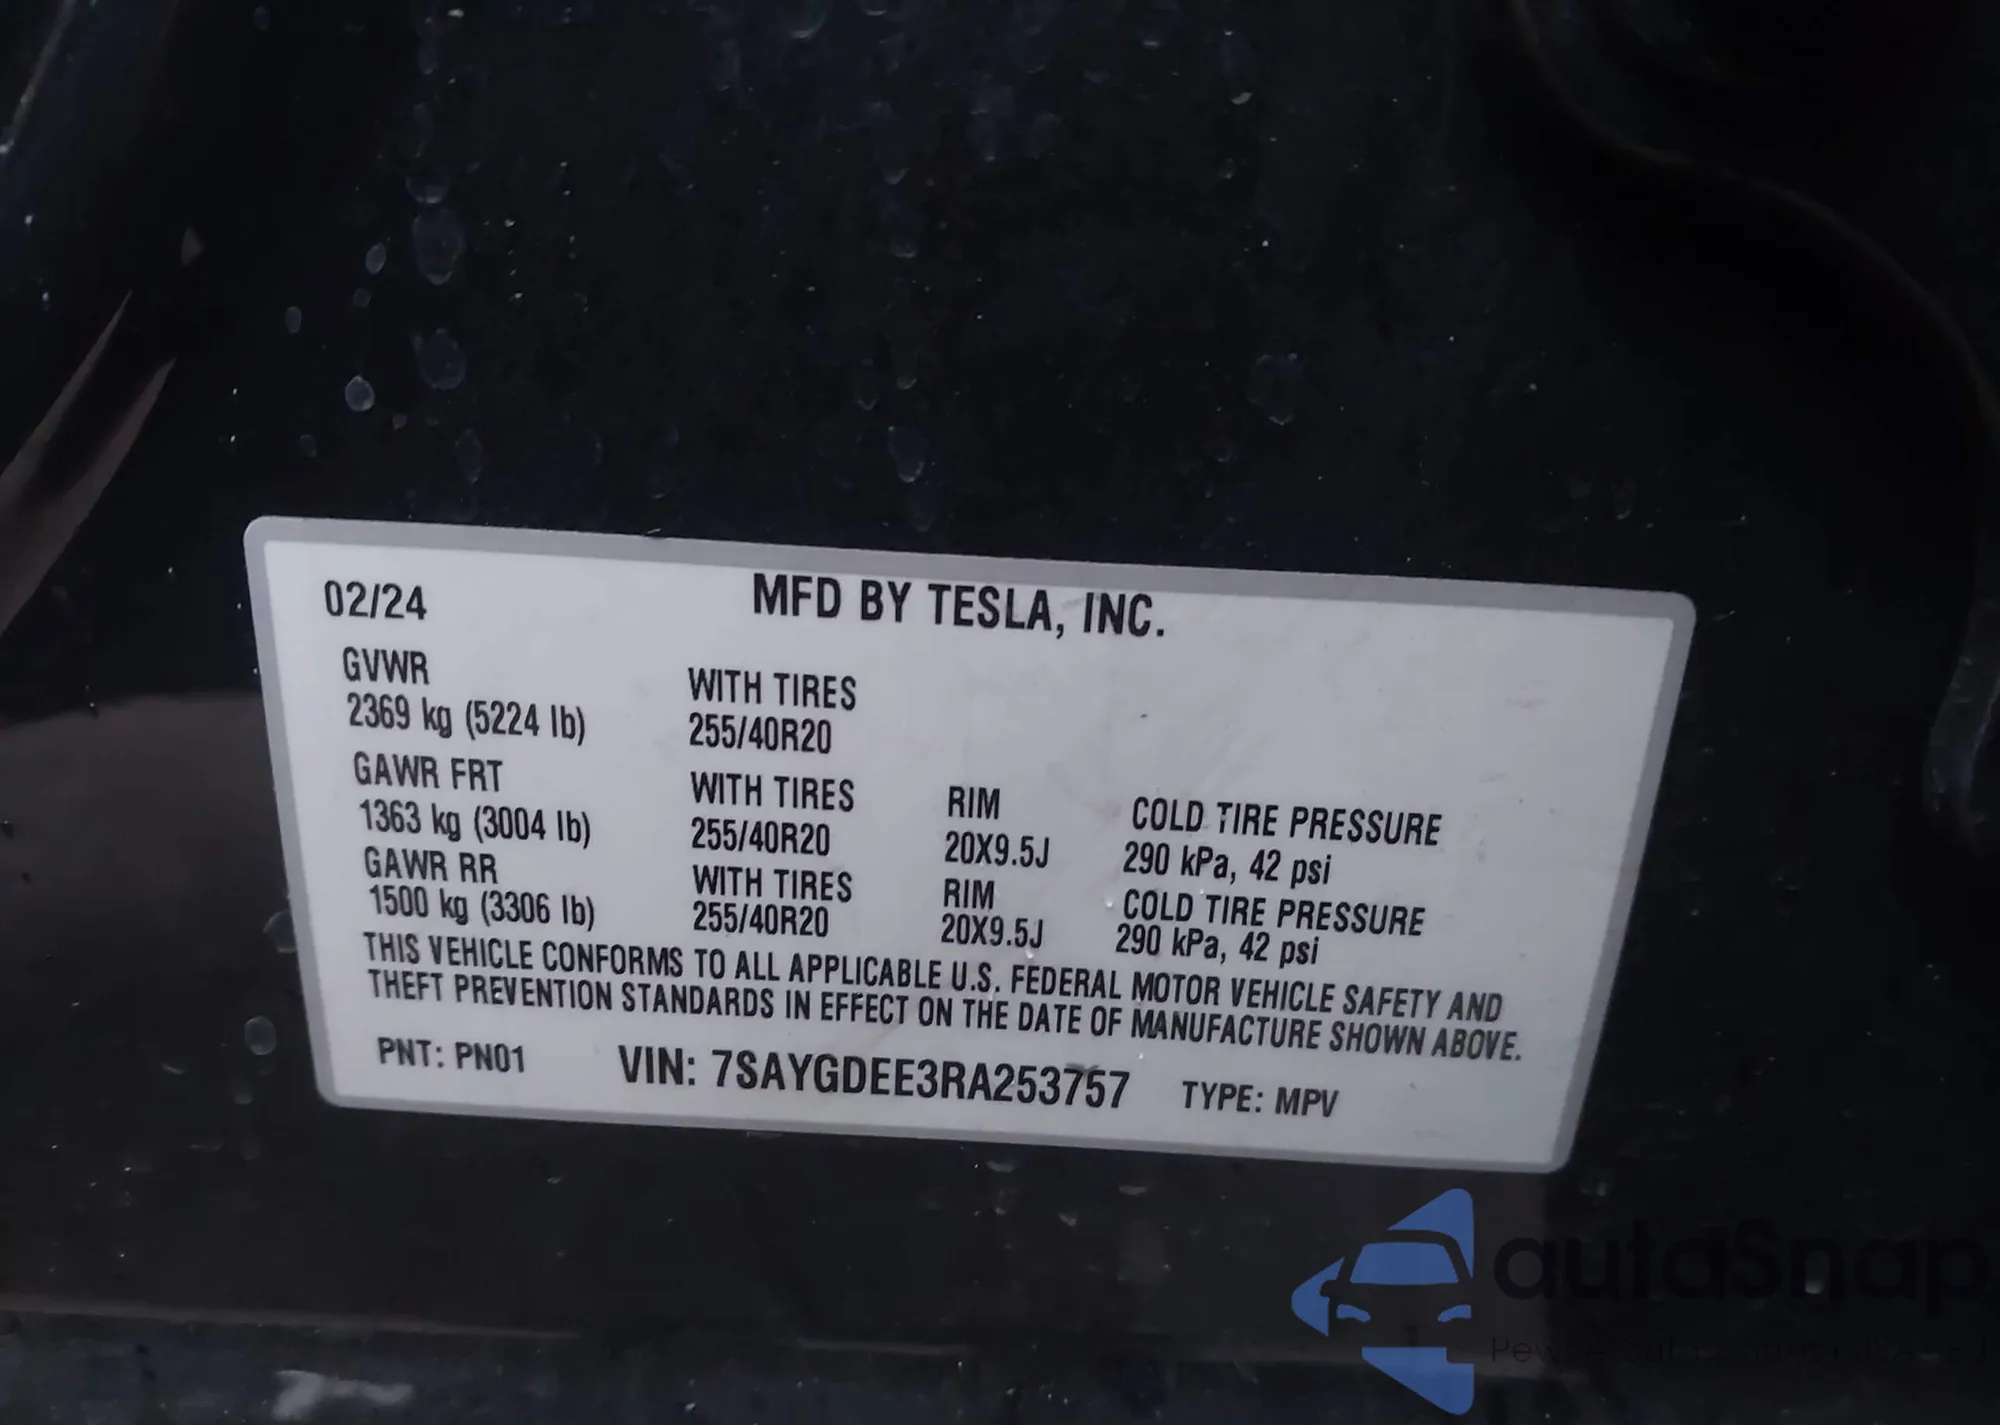 02/24 MFD BY TESLA, INC.
GVWR WITH TIRES
2369 kg (5224 lb) 255/40R20
GAWR FRT WITH TIRES RIM COLD TIRE PRESSURE
1363 kg (3004 lb) 255/40R20 20X9.5J 290 kPa, 42 psi
GAWR RR WITH TIRES RIM COLD TIRE PRESSURE
1500 kg (3306 lb) 255/40R20 20X9.5J 290 kPa, 42 psi
THIS VEHICLE CONFORMS TO ALL APPLICABLE U.S. FEDERAL MOTOR VEHICLE SAFETY AND
THEFT PREVENTION STANDARDS IN EFFECT ON THE DATE OF MANUFACTURE SHOWN ABOVE.
PNT: PN01 VIN: 7SAYGDEE3RA253757 TYPE: MPV
autaSnap